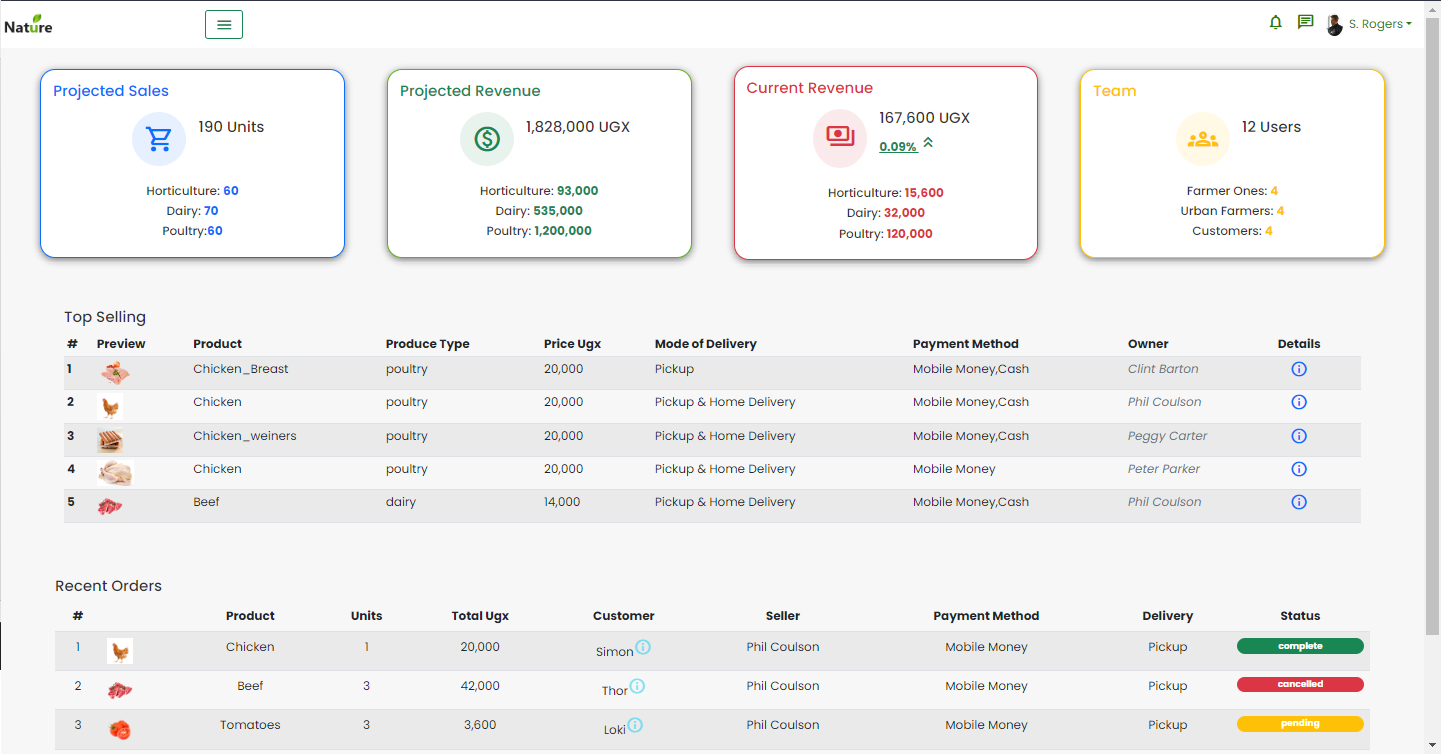 Nature
S. Rogers
Projected Sales
190 Units
Horticulture: 60
Dairy: 70
Poultry:60
Projected Revenue
1,828,000 UGX
Horticulture: 93,000
Dairy: 535,000
Poultry: 1,200,000
Current Revenue
167,600 UGX
0.09%
Horticulture: 15,600
Dairy: 32,000
Poultry: 120,000
Team
12 Users
Farmer Ones: 4
Urban Farmers: 4
Customers: 4
Top Selling
# Preview Product Produce Type Price Ugx Mode of Delivery Payment Method Owner Details
1 Chicken_Breast poultry 20,000 Pickup Mobile Money,Cash Clint Barton
2 Chicken poultry 20,000 Pickup & Home Delivery Mobile Money,Cash Phil Coulson
3 Chicken_weiners poultry 20,000 Pickup & Home Delivery Mobile Money,Cash Peggy Carter
4 Chicken poultry 20,000 Pickup & Home Delivery Mobile Money Peter Parker
5 Beef dairy 14,000 Pickup & Home Delivery Mobile Money,Cash Phil Coulson
Recent Orders
# Product Units Total Ugx Customer Seller Payment Method Delivery Status
1 Chicken 1 20,000 Simon Phil Coulson Mobile Money Pickup complete
2 Beef 3 42,000 Thor Phil Coulson Mobile Money Pickup cancelled
3 Tomatoes 3 3,600 Loki Phil Coulson Mobile Money Pickup pending